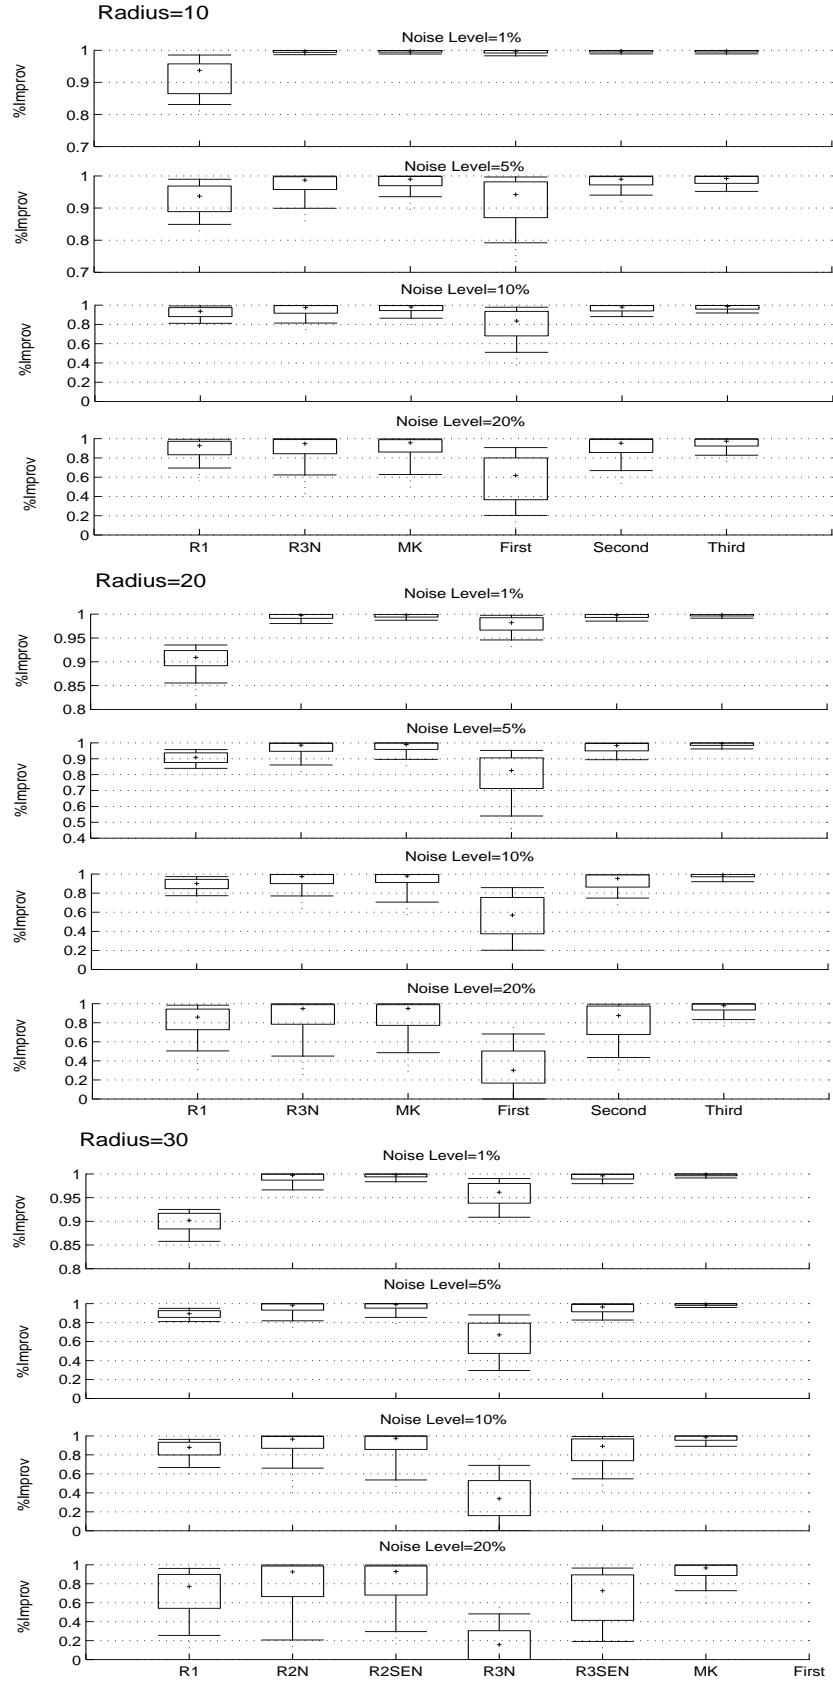 Radius=10
Noise Level=1%
%Improv
1
0.9
0.8
0.7
Noise Level=5%
%Improv
1
0.9
0.8
0.7
Noise Level=10%
%Improv
1
0.8
0.6
0.4
0.2
0
Noise Level=20%
%Improv
1
0.8
0.6
0.4
0.2
0
R1 R3N MK First Second Third
Radius=20
Noise Level=1%
%Improv
1
0.95
0.9
0.85
0.8
Noise Level=5%
%Improv
1
0.9
0.8
0.7
0.6
0.5
0.4
Noise Level=10%
%Improv
1
0.8
0.6
0.4
0.2
0
Noise Level=20%
%Improv
1
0.8
0.6
0.4
0.2
0
R1 R3N MK First Second Third
Radius=30
Noise Level=1%
%Improv
1
0.95
0.9
0.85
0.8
Noise Level=5%
%Improv
1
0.8
0.6
0.4
0.2
0
Noise Level=10%
%Improv
1
0.8
0.6
0.4
0.2
0
Noise Level=20%
%Improv
1
0.8
0.6
0.4
0.2
0
R1 R2N R2SEN R3N R3SEN MK First